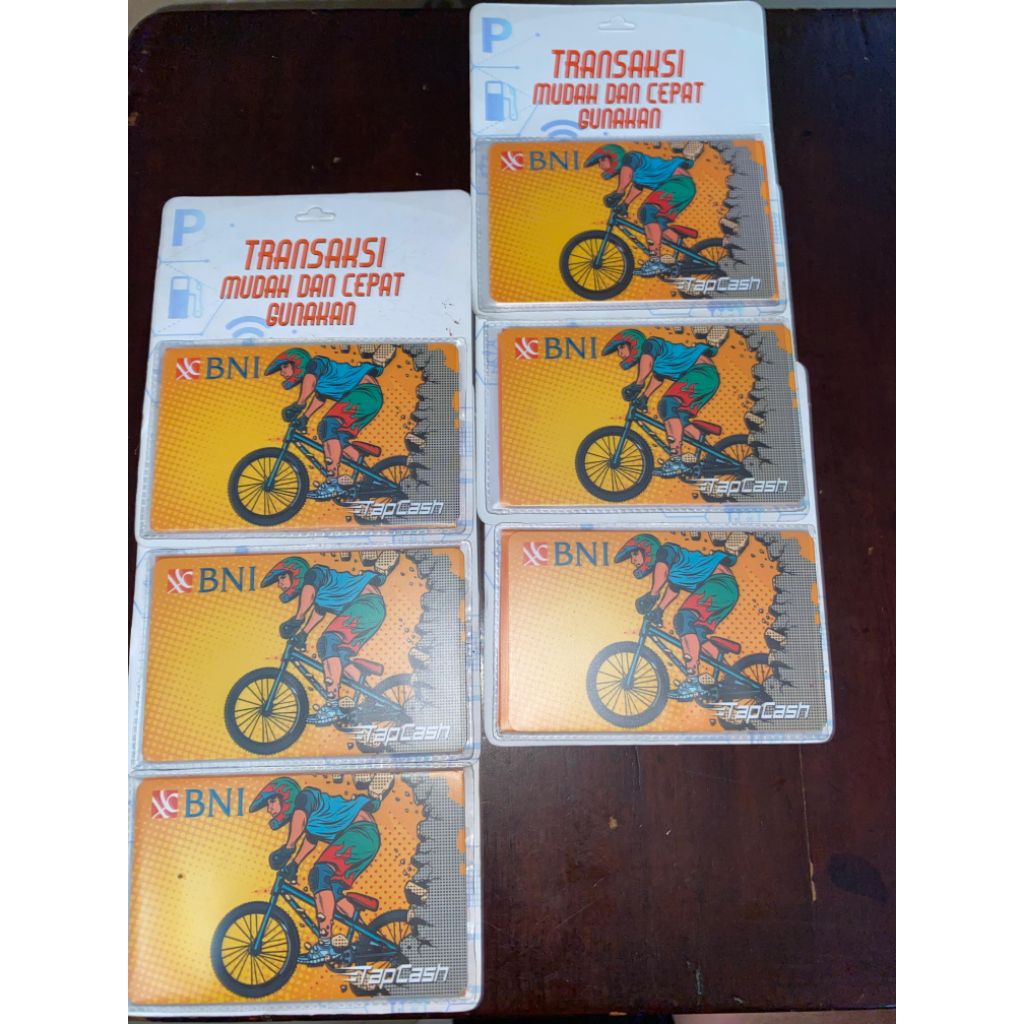 P
TRANSAKSI
MUDAH DAN CEPAT
GUNAKAN
BNI
TapCash
BNI
TapCash
BNI
TapCash
P
TRANSAKSI
MUDAH DAN CEPAT
GUNAKAN
BNI
TapCash
BNI
TapCash
BNI
TapCash